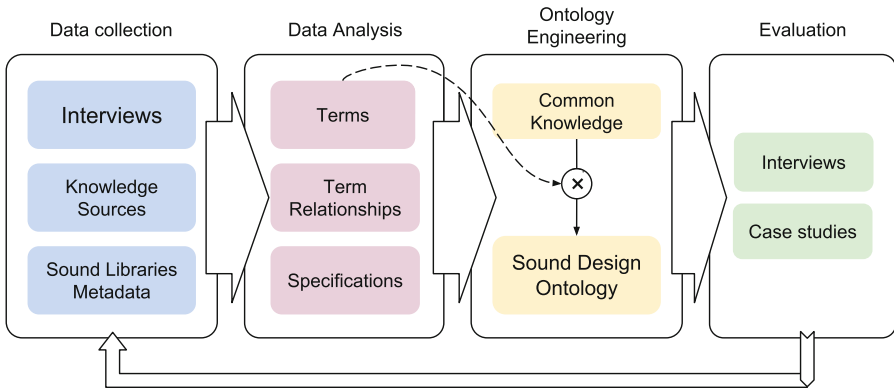 Data collection
Data Analysis
Ontology
Engineering
Evaluation
Interviews
Knowledge
Sources
Sound Libraries
Metadata
Terms
Term
Relationships
Specifications
Common
Knowledge
×
Sound Design
Ontology
Interviews
Case studies